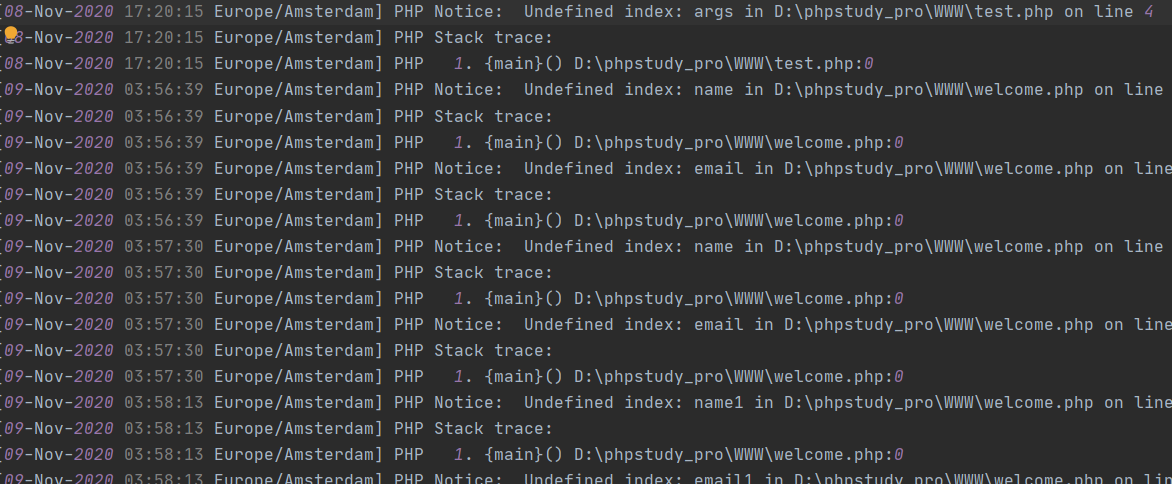 [08-Nov-2020 17:20:15 Europe/Amsterdam] PHP Notice:  Undefined index: args in D:\phpstudy_pro\WWW\test.php on line 4
[08-Nov-2020 17:20:15 Europe/Amsterdam] PHP Stack trace:
[08-Nov-2020 17:20:15 Europe/Amsterdam] PHP   1. {main}() D:\phpstudy_pro\WWW\test.php:0
[09-Nov-2020 03:56:39 Europe/Amsterdam] PHP Notice:  Undefined index: name in D:\phpstudy_pro\WWW\welcome.php on line
[09-Nov-2020 03:56:39 Europe/Amsterdam] PHP Stack trace:
[09-Nov-2020 03:56:39 Europe/Amsterdam] PHP   1. {main}() D:\phpstudy_pro\WWW\welcome.php:0
[09-Nov-2020 03:56:39 Europe/Amsterdam] PHP Notice:  Undefined index: email in D:\phpstudy_pro\WWW\welcome.php on line
[09-Nov-2020 03:56:39 Europe/Amsterdam] PHP Stack trace:
[09-Nov-2020 03:56:39 Europe/Amsterdam] PHP   1. {main}() D:\phpstudy_pro\WWW\welcome.php:0
[09-Nov-2020 03:57:30 Europe/Amsterdam] PHP Notice:  Undefined index: name in D:\phpstudy_pro\WWW\welcome.php on line
[09-Nov-2020 03:57:30 Europe/Amsterdam] PHP Stack trace:
[09-Nov-2020 03:57:30 Europe/Amsterdam] PHP   1. {main}() D:\phpstudy_pro\WWW\welcome.php:0
[09-Nov-2020 03:57:30 Europe/Amsterdam] PHP Notice:  Undefined index: email in D:\phpstudy_pro\WWW\welcome.php on line
[09-Nov-2020 03:57:30 Europe/Amsterdam] PHP Stack trace:
[09-Nov-2020 03:57:30 Europe/Amsterdam] PHP   1. {main}() D:\phpstudy_pro\WWW\welcome.php:0
[09-Nov-2020 03:58:13 Europe/Amsterdam] PHP Notice:  Undefined index: name1 in D:\phpstudy_pro\WWW\welcome.php on line
[09-Nov-2020 03:58:13 Europe/Amsterdam] PHP Stack trace:
[09-Nov-2020 03:58:13 Europe/Amsterdam] PHP   1. {main}() D:\phpstudy_pro\WWW\welcome.php:0
[09-Nov-2020 03:58:13 Europe/Amsterdam] PHP Notice:  Undefined index: email1 in D:\phpstudy_pro\WWW\welcome.php on lin